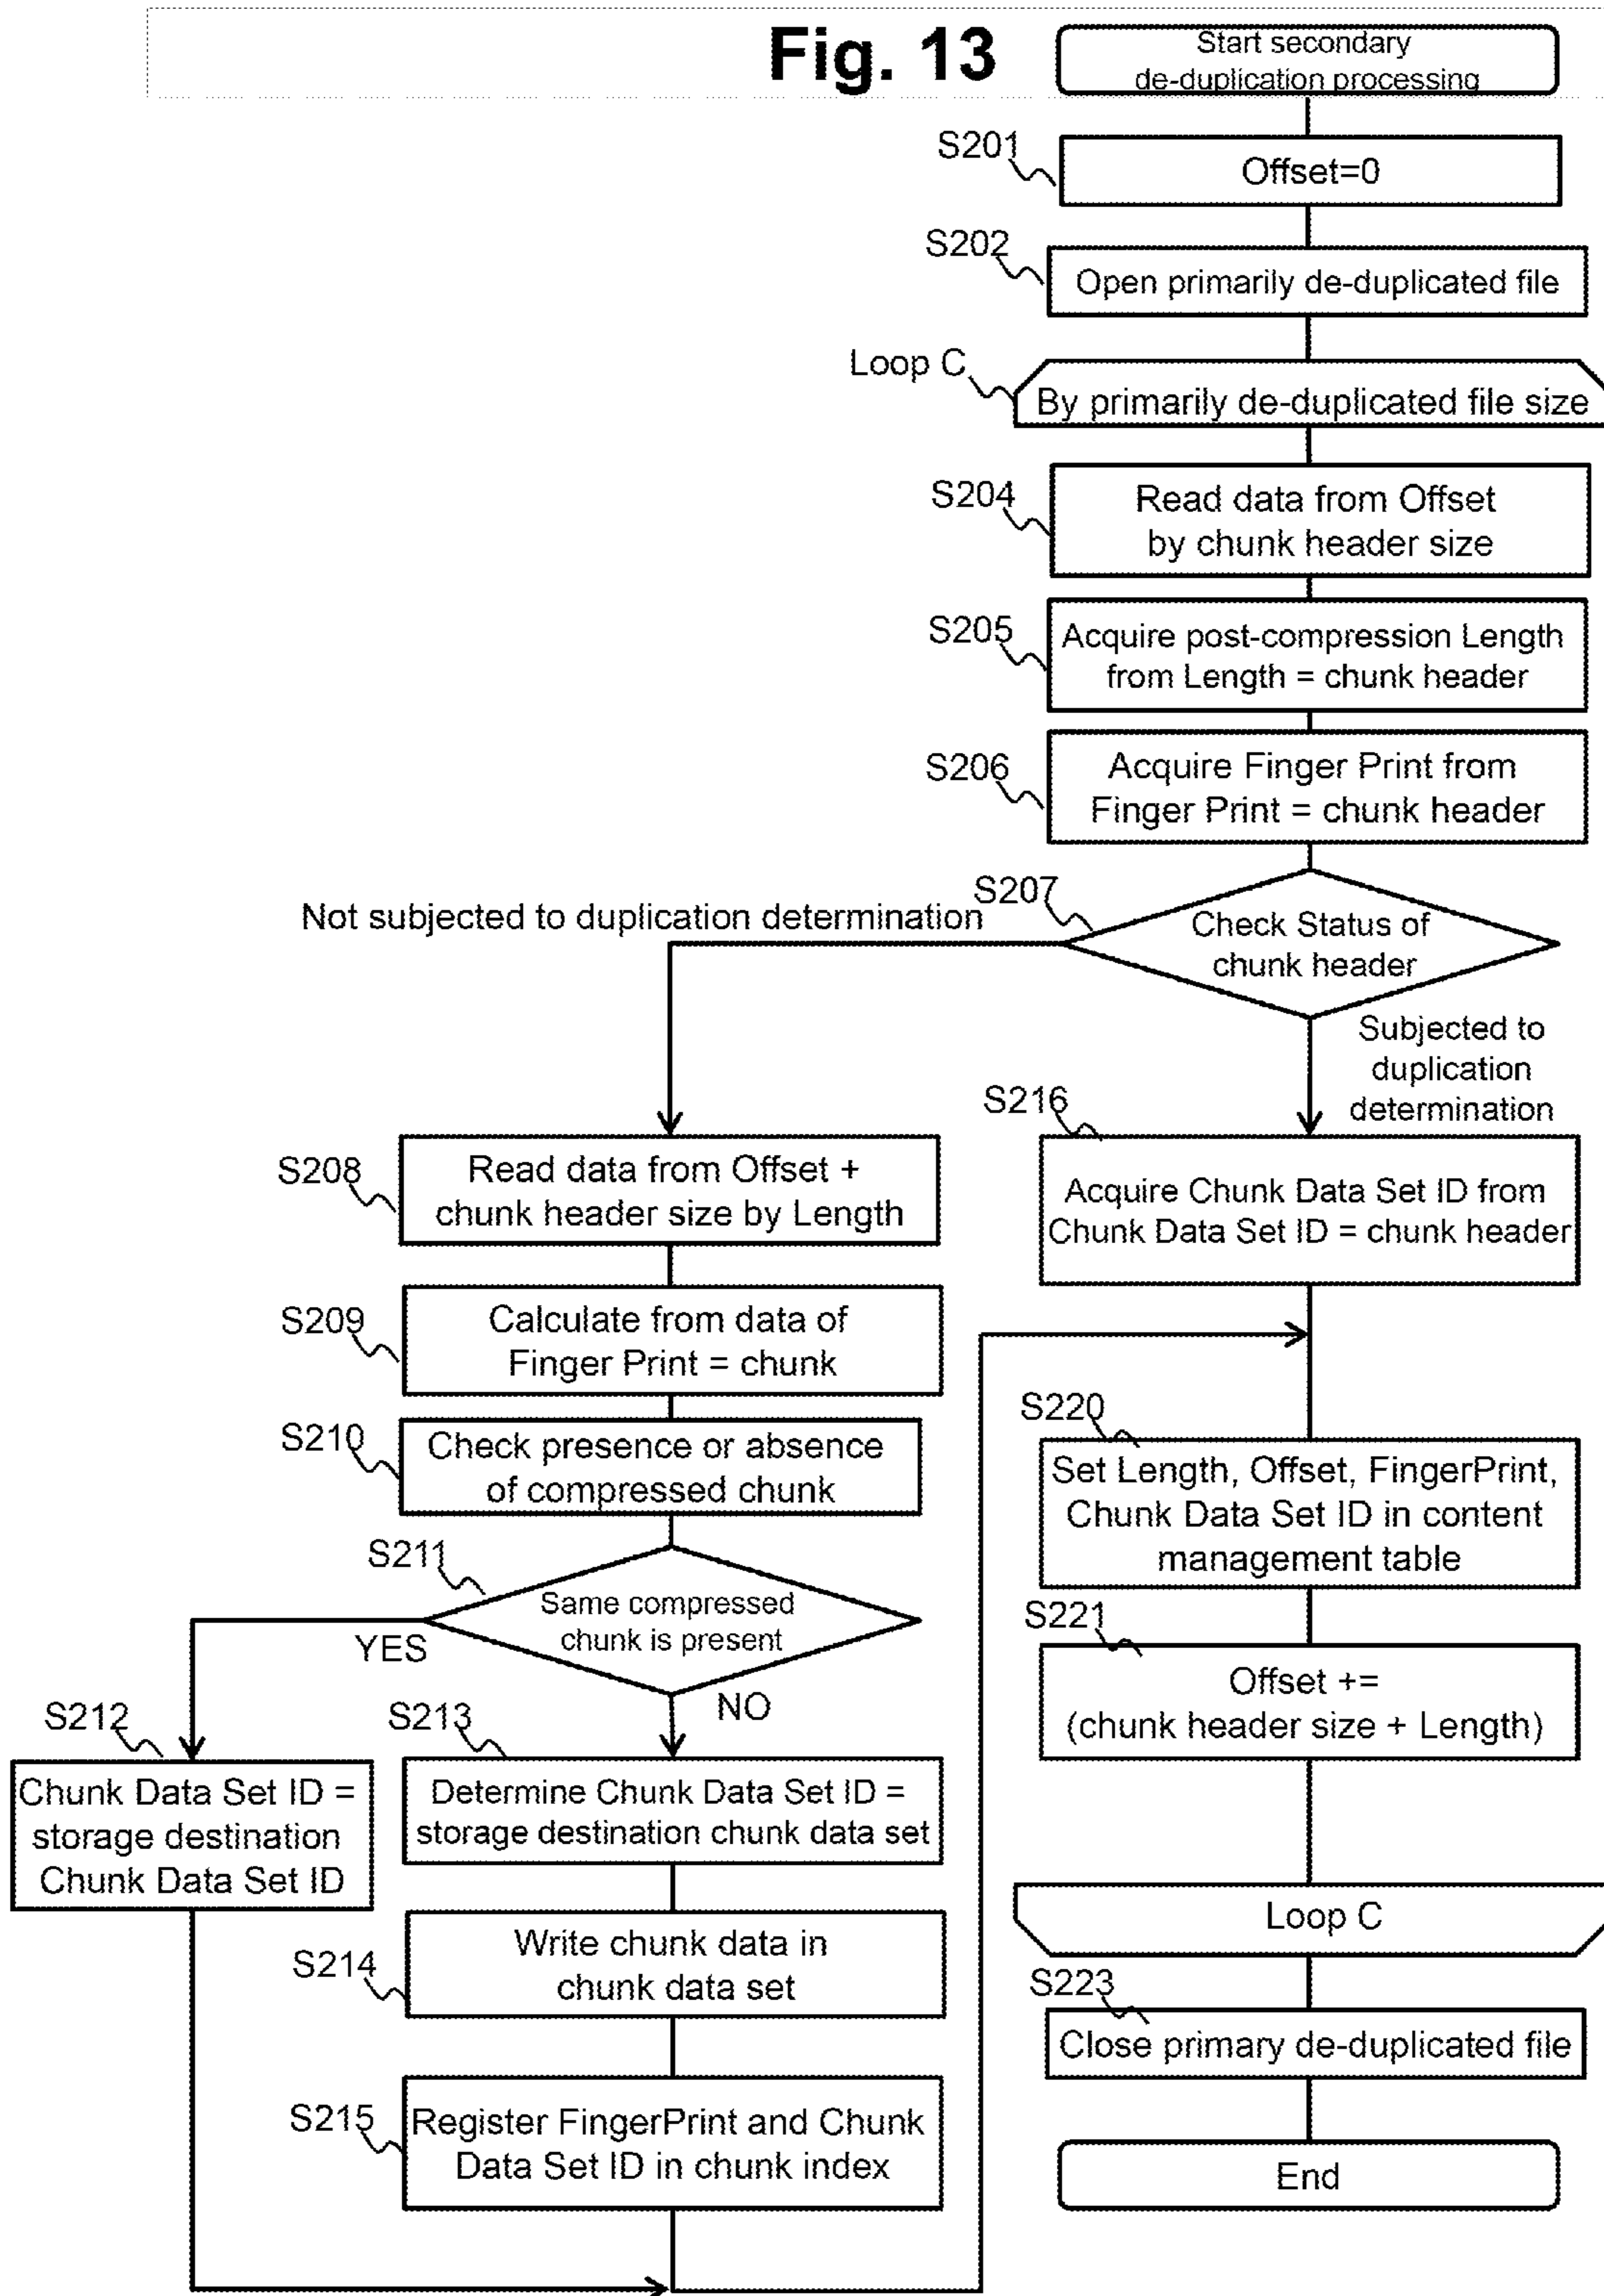 Fig. 13
Start secondary
de-duplication processing
S201
Offset=0
S202
Open primarily de-duplicated file
Loop C
By primarily de-duplicated file size
S204
Read data from Offset
by chunk header size
S205
Acquire post-compression Length
from Length = chunk header
S206
Acquire Finger Print from
Finger Print = chunk header
S207
Check Status of
chunk header
Not subjected to duplication determination
Subjected to
duplication
determination
S208
Read data from Offset +
chunk header size by Length
S209
Calculate from data of
Finger Print = chunk
S210
Check presence or absence
of compressed chunk
S211
Same compressed
chunk is present
YES
NO
S212
Chunk Data Set ID =
storage destination
Chunk Data Set ID
S213
Determine Chunk Data Set ID =
storage destination chunk data set
S214
Write chunk data in
chunk data set
S215
Register FingerPrint and Chunk
Data Set ID in chunk index
S216
Acquire Chunk Data Set ID from
Chunk Data Set ID = chunk header
S220
Set Length, Offset, FingerPrint,
Chunk Data Set ID in content
management table
S221
Offset +=
(chunk header size + Length)
Loop C
S223
Close primary de-duplicated file
End